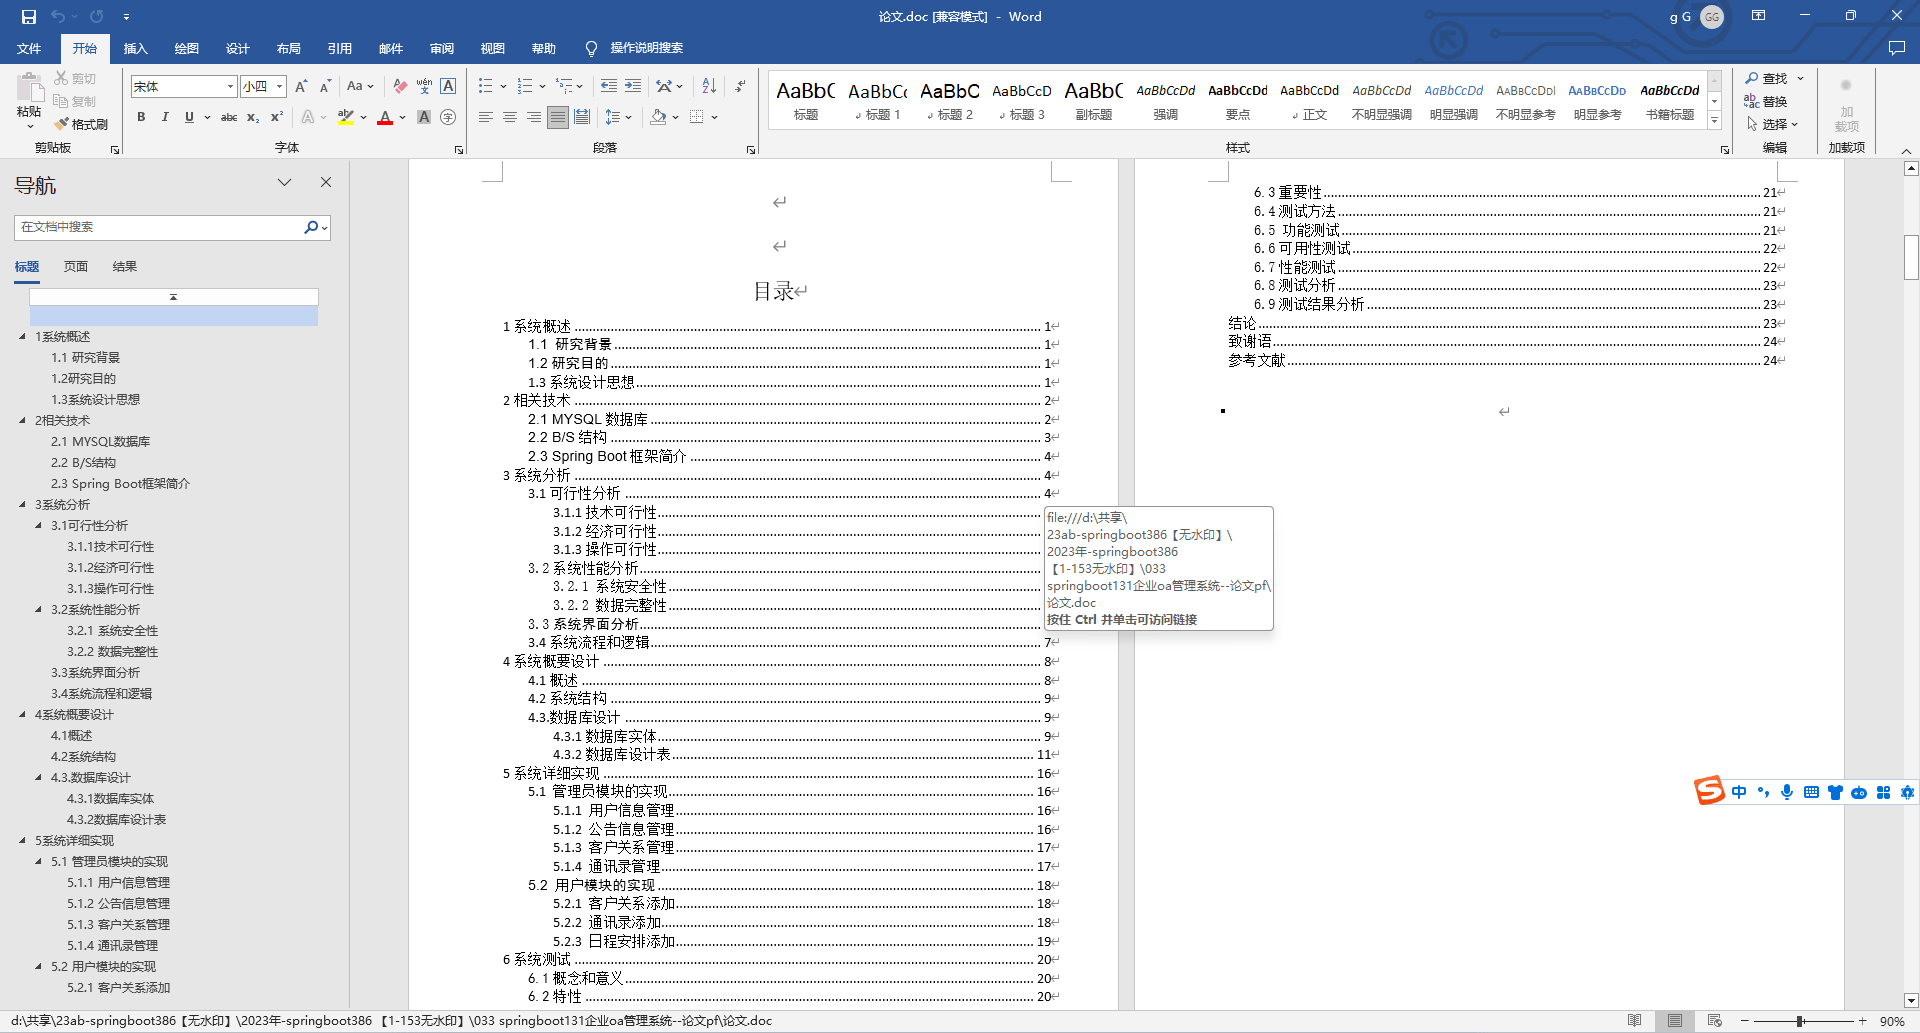 论文.doc [兼容模式] - Word
g G
GG
文件 开始 插入 绘图 设计 布局 引用 邮件 审阅 视图 帮助 操作说明搜索
粘贴
剪切
复制
格式刷
剪贴板
宋体 小四
字体
段落
AaBbC AaBbCc AaBbC AaBbCcD AaBbC AaBbCcDd AaBbCcDd AaBbCcDd AaBbCcDd AaBbCcDd AaBbCcDd AaBbCcDd AaBbCcDd
标题 标题 1 标题 2 标题 3 副标题 强调 要点 正文 不明显强调 明显强调 不明显参考 明显参考 书籍标题
样式
查找
替换
选择
编辑
加
载项
加载项
导航
在文档中搜索
标题 页面 结果
1系统概述
1.1 研究背景
1.2研究目的
1.3系统设计思想
2相关技术
2.1 MYSQL数据库
2.2 B/S结构
2.3 Spring Boot框架简介
3系统分析
3.1可行性分析
3.1.1技术可行性
3.1.2经济可行性
3.1.3操作可行性
3.2系统性能分析
3.2.1 系统安全性
3.2.2 数据完整性
3.3系统界面分析
3.4系统流程和逻辑
4系统概要设计
4.1概述
4.2系统结构
4.3.数据库设计
4.3.1数据库实体
4.3.2数据库设计表
5系统详细实现
5.1 管理员模块的实现
5.1.1 用户信息管理
5.1.2 公告信息管理
5.1.3 客户关系管理
5.1.4 通讯录管理
5.2 用户模块的实现
5.2.1 客户关系添加
目录
1 系统概述 1
1.1 研究背景 1
1.2 研究目的 1
1.3 系统设计思想 1
2 相关技术 2
2.1 MYSQL 数据库 2
2.2 B/S 结构 3
2.3 Spring Boot 框架简介 4
3 系统分析 4
3.1 可行性分析 4
3.1.1 技术可行性
3.1.2 经济可行性
3.1.3 操作可行性
3.2 系统性能分析
3.2.1 系统安全性
3.2.2 数据完整性
3.3 系统界面分析
3.4 系统流程和逻辑 7
4 系统概要设计 8
4.1 概述 8
4.2 系统结构 9
4.3.数据库设计 9
4.3.1 数据库实体 9
4.3.2 数据库设计表 11
5 系统详细实现 16
5.1 管理员模块的实现 16
5.1.1 用户信息管理 16
5.1.2 公告信息管理 16
5.1.3 客户关系管理 17
5.1.4 通讯录管理 17
5.2 用户模块的实现 18
5.2.1 客户关系添加 18
5.2.2 通讯录添加 18
5.2.3 日程安排添加 19
6 系统测试 20
6.1 概念和意义 20
6.2 特性 20
6.3 重要性 21
6.4 测试方法 21
6.5 功能测试 21
6.6 可用性测试 22
6.7 性能测试 22
6.8 测试分析 23
6.9 测试结果分析 23
结论 23
致谢语 24
参考文献 24
file:///d:\共享\
23ab-springboot386【无水印】\
2023年-springboot386
【1-153无水印】\033
springboot131企业oa管理系统--论文pf\
论文.doc
按住 Ctrl 并单击可访问链接
中
d:\共享\23ab-springboot386【无水印】\2023年-springboot386 【1-153无水印】\033 springboot131企业oa管理系统--论文pf\论文.doc
90%